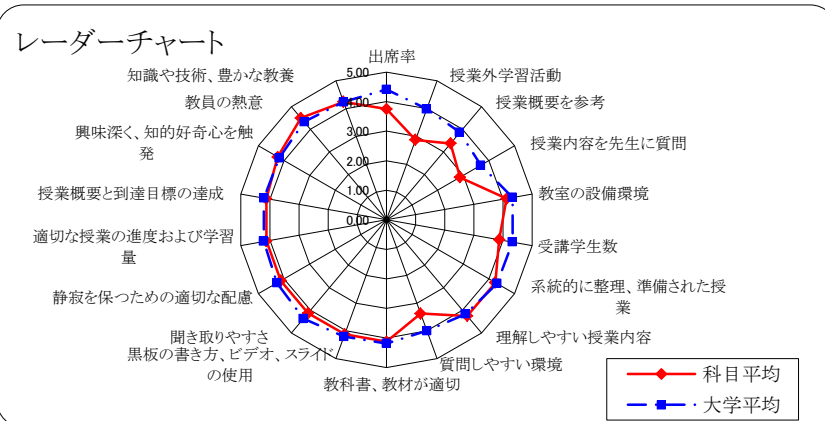 レーダーチャート
出席率
授業外学習活動
授業概要を参考
授業内容を先生に質問
教室の設備環境
受講学生数
系統的に整理、準備された授
業
理解しやすい授業内容
質問しやすい環境
教科書、教材が適切
黒板の書き方、ビデオ、スライド
の使用
聞き取りやすさ
静寂を保つための適切な配慮
適切な授業の進度および学習
量
授業概要と到達目標の達成
興味深く、知的好奇心を触
発
教員の熱意
知識や技術、豊かな教養
5.00
4.00
3.00
2.00
1.00
0.00
科目平均
大学平均